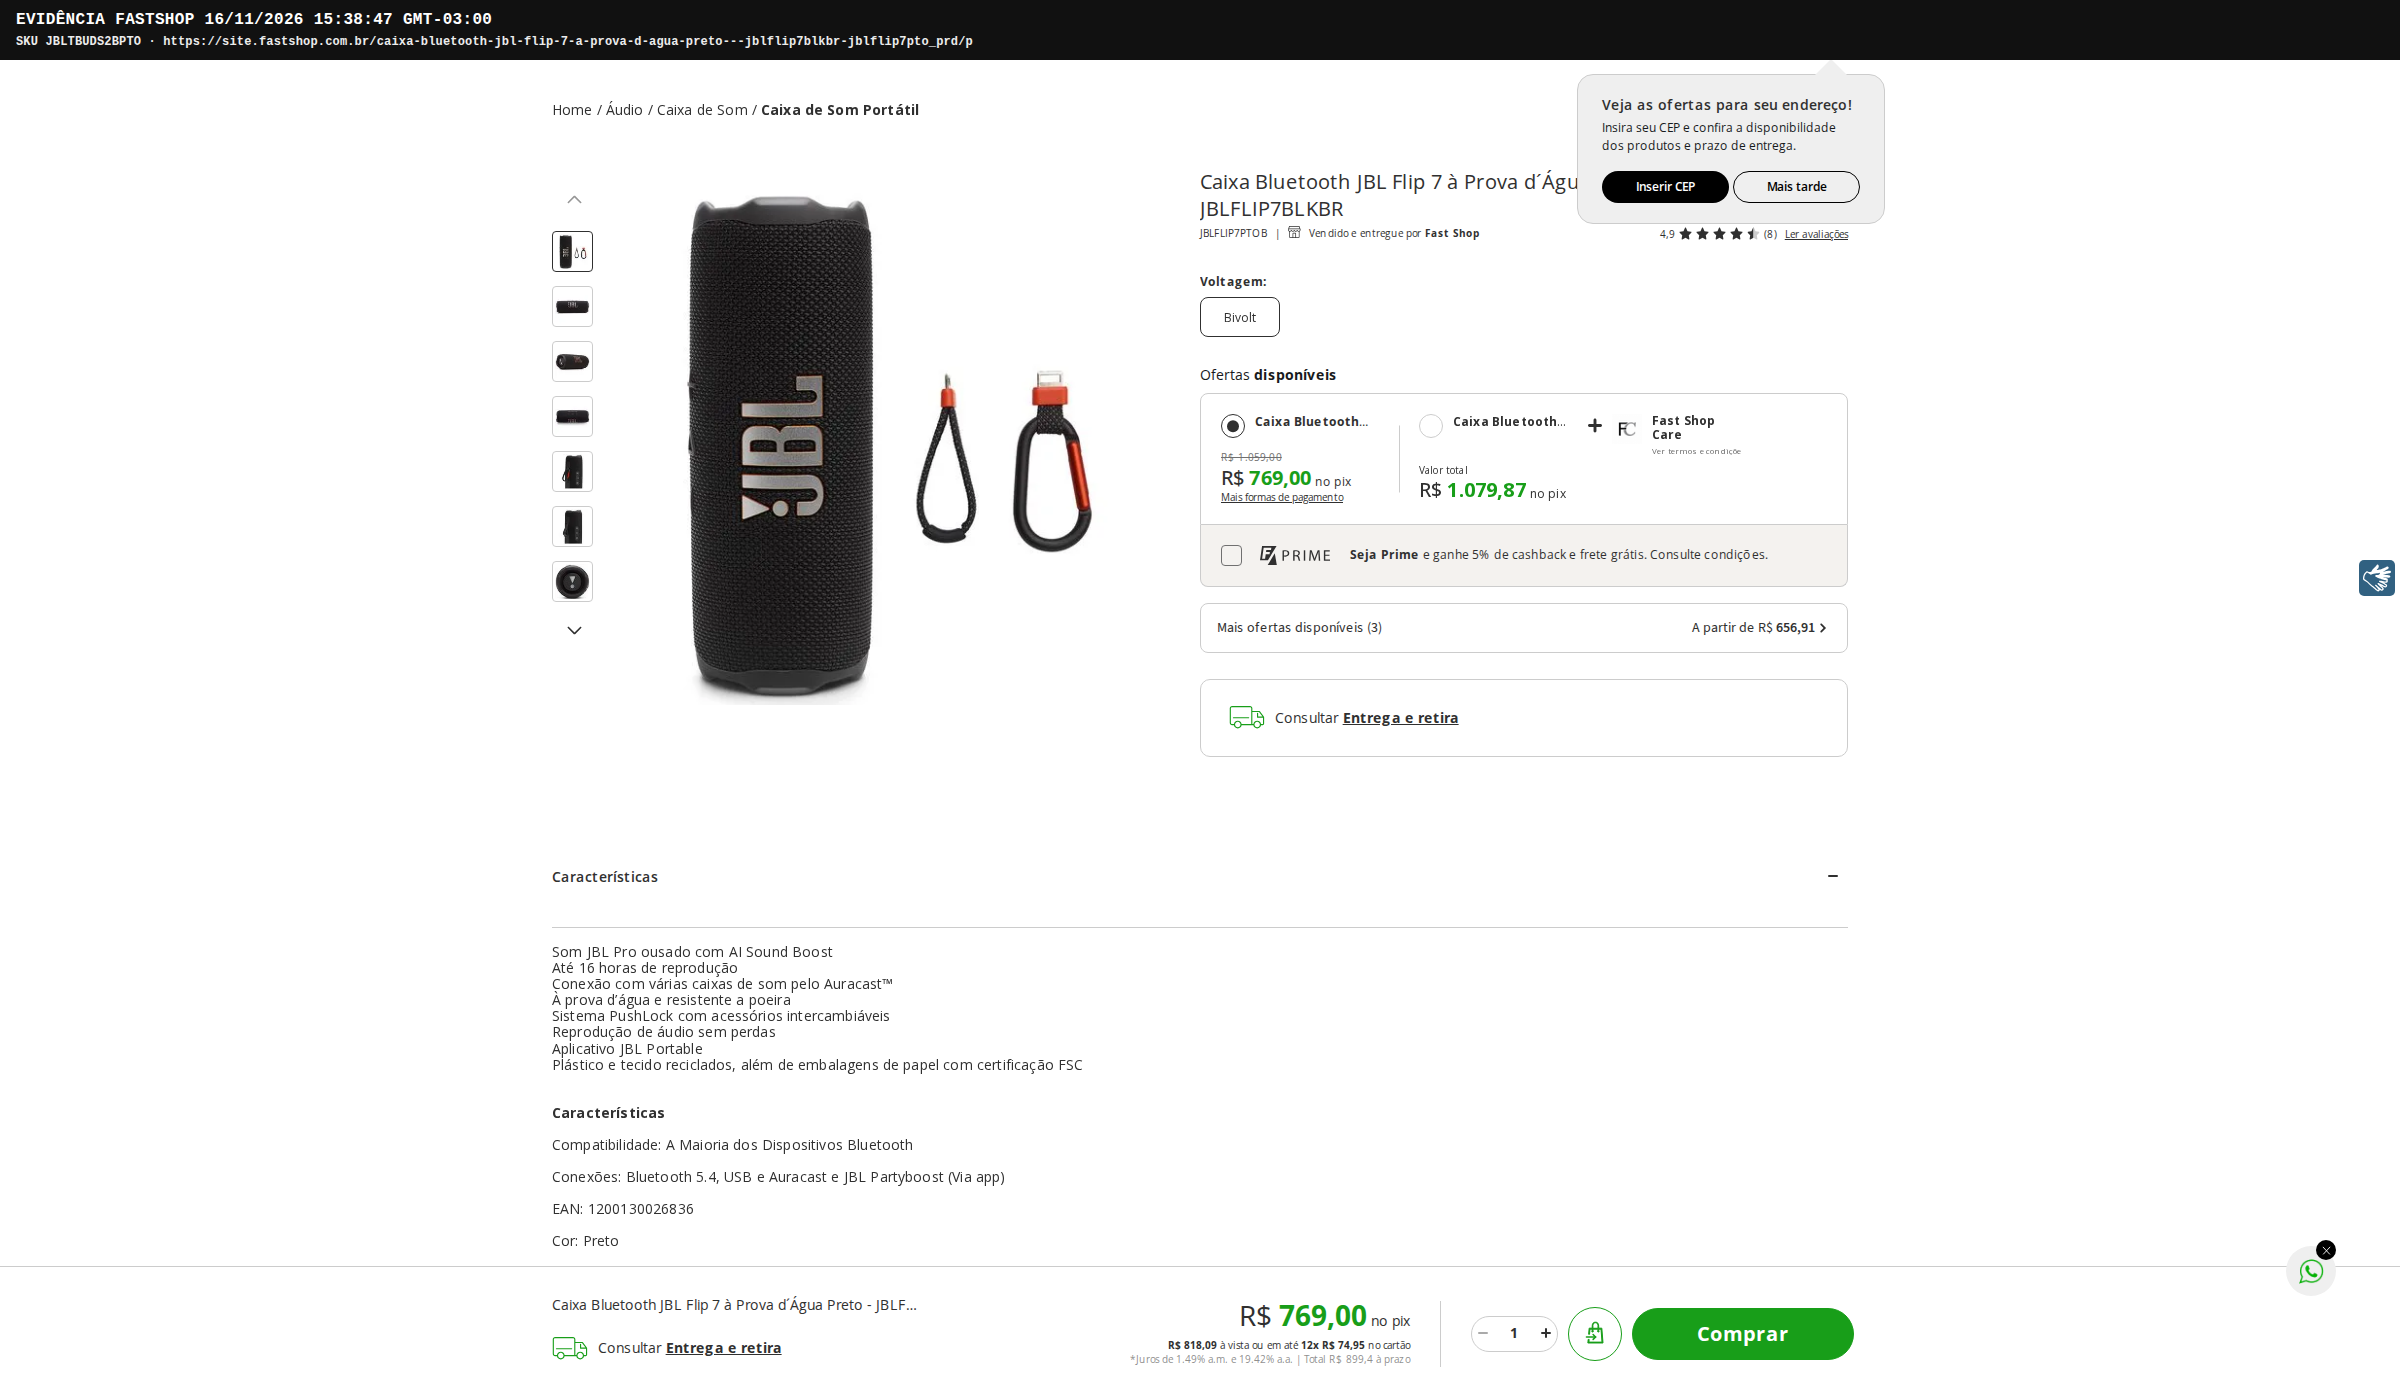 EVIDÊNCIA FASTSHOP 16/11/2026 15:38:47 GMT-03:00
SKU JBLTBUDS2BPTO · https://site.fastshop.com.br/caixa-bluetooth-jbl-flip-7-a-prova-d-agua-preto---jblflip7blkbr-jblflip7pto_prd/p
Home / Áudio / Caixa de Som / Caixa de Som Portátil
Veja as ofertas para seu endereço!
Insira seu CEP e confira a disponibilidade
dos produtos e prazo de entrega.
Inserir CEP
Mais tarde
JBL
Caixa Bluetooth JBL Flip 7 à Prova d´Águ
JBLFLIP7BLKBR
JBLFLIP7PTOB | Vendido e entregue por Fast Shop
4,9 (8) Ler avaliações
Voltagem:
Bivolt
Ofertas disponíveis
Caixa Bluetooth...
R$ 1.059,00
R$ 769,00 no pix
Mais formas de pagamento
Caixa Bluetooth...
Valor total
R$ 1.079,87 no pix
+
FC
Fast Shop
Care
Ver termos e condiçõe
PRIME
Seja Prime e ganhe 5% de cashback e frete grátis. Consulte condições.
Mais ofertas disponíveis (3)
A partir de R$ 656,91
Consultar Entrega e retira
Características
Som JBL Pro ousado com AI Sound Boost
Até 16 horas de reprodução
Conexão com várias caixas de som pelo Auracast™
À prova d’água e resistente a poeira
Sistema PushLock com acessórios intercambiáveis
Reprodução de áudio sem perdas
Aplicativo JBL Portable
Plástico e tecido reciclados, além de embalagens de papel com certificação FSC
Características
Compatibilidade: A Maioria dos Dispositivos Bluetooth
Conexões: Bluetooth 5.4, USB e Auracast e JBL Partyboost (Via app)
EAN: 1200130026836
Cor: Preto
Caixa Bluetooth JBL Flip 7 à Prova d´Água Preto - JBLF...
Consultar Entrega e retira
R$ 769,00 no pix
R$ 818,09 à vista ou em até 12x R$ 74,95 no cartão
*Juros de 1.49% a.m. e 19.42% a.a. | Total R$ 899,4 à prazo
− 1 +
Comprar